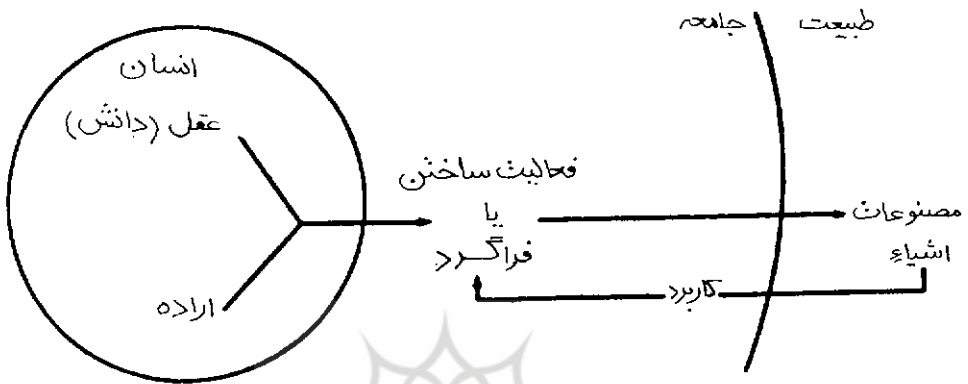 طبیعت
جامعه
انسان
عقل (دانش)
اراده
فعالیت ساختن
یا
فراگرد
مصنوعات
اشیاءِ
کاربرد